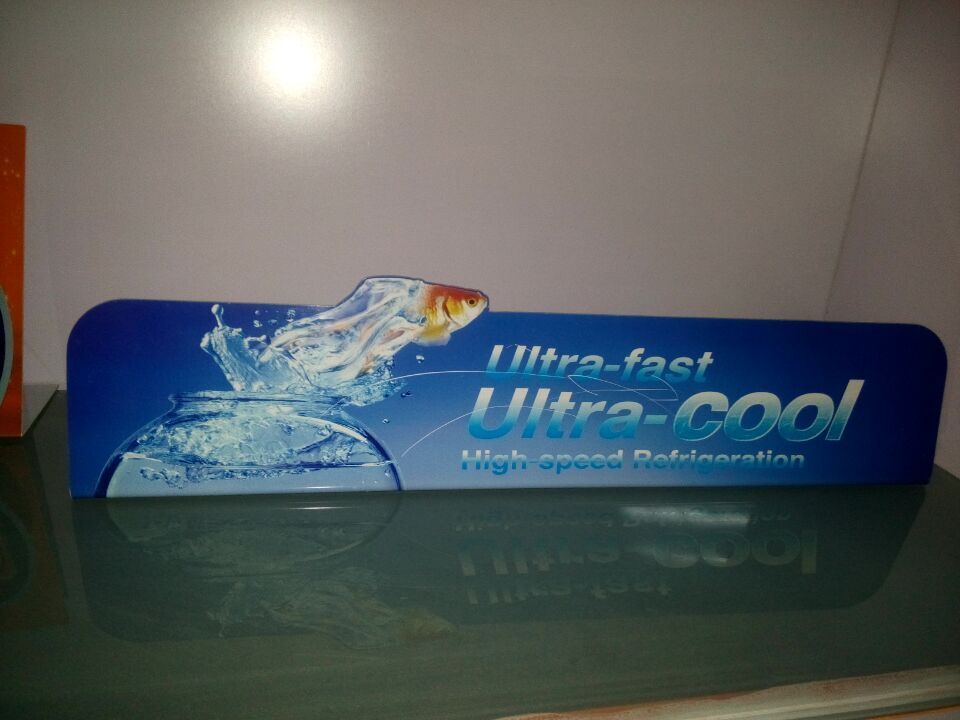 Ultra-fast
Ultra-cool
High-speed Refrigeration